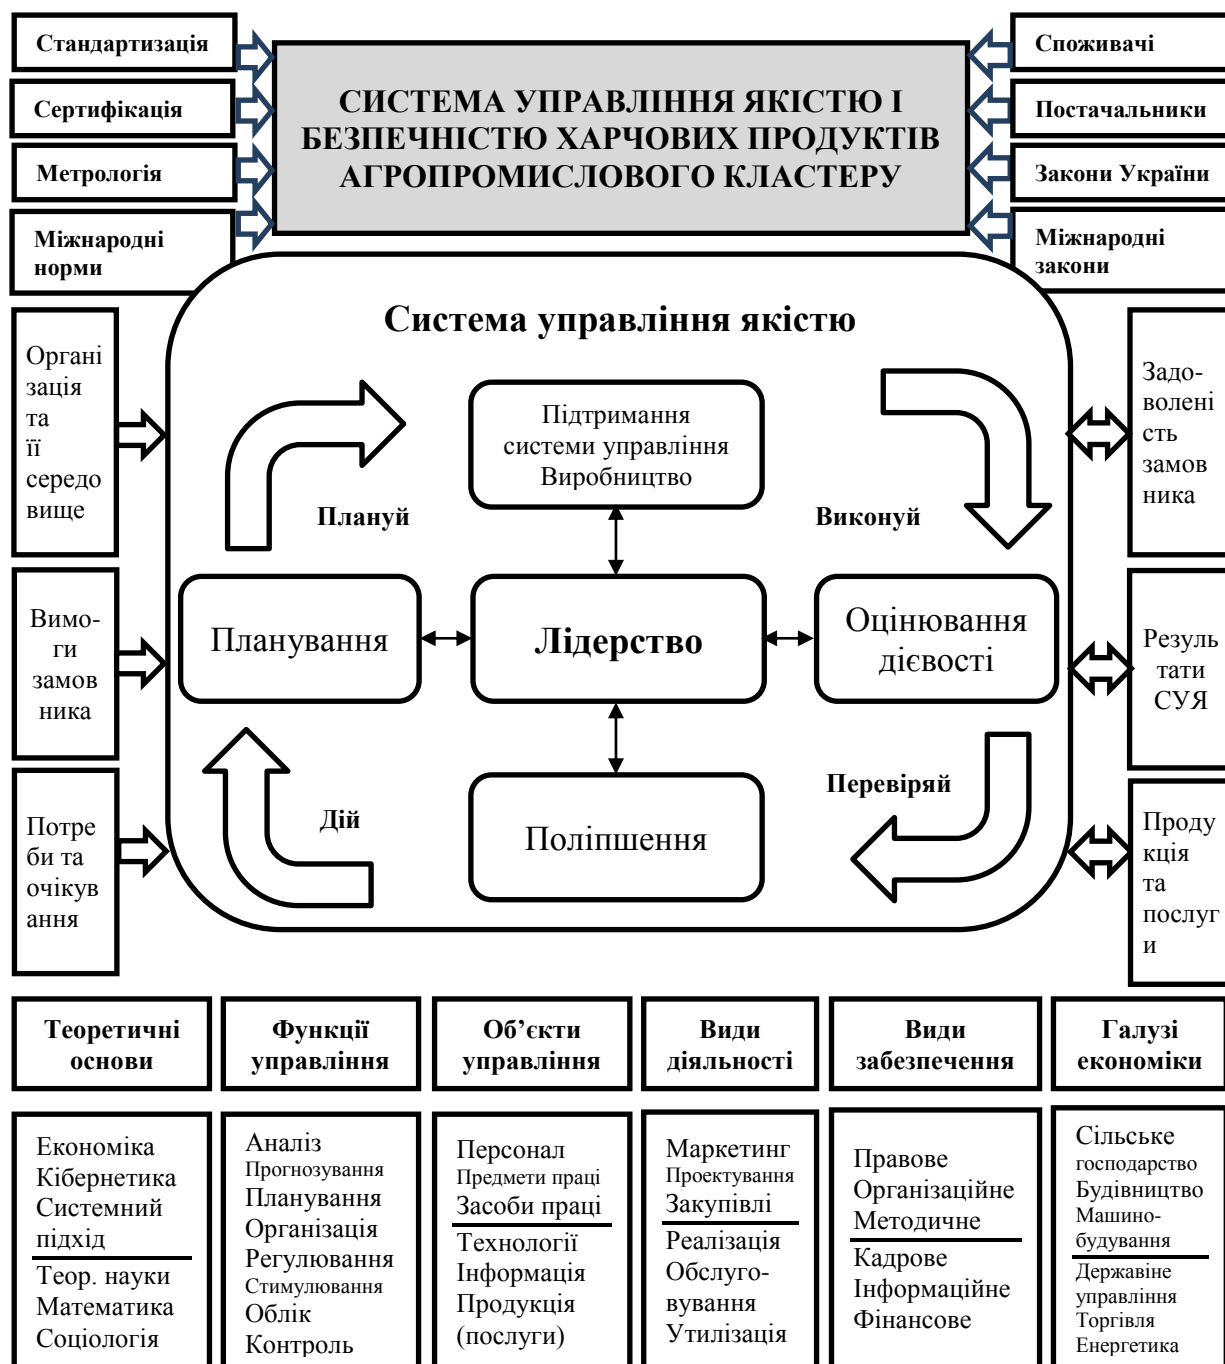 Стандартизація
Сертифікація
Метрологія
Міжнародні
норми
СИСТЕМА УПРАВЛІННЯ ЯКІСТЮ І
БЕЗПЕЧНІСТЮ ХАРЧОВИХ ПРОДУКТІВ
АГРОПРОМИСЛОВОГО КЛАСТЕРУ
Споживачі
Постачальники
Закони України
Міжнародні
закони
Органі
зація
та
її
середо
вище
Вимо-
ги
замов
ника
Потре
би та
очікув
ання
Система управління якістю
Підтримання
системи управління
Виробництво
Плануй
Виконуй
Планування
Лідерство
Оцінювання
дієвості
Дій
Перевіряй
Поліпшення
Задо-
волені
сть
замов
ника
Резуль
тати
СУЯ
Проду
кція
та
послуг
и
Теоретичні
основи
Функції
управління
Об’єкти
управління
Види
діяльності
Види
забезпечення
Галузі
економіки
Економіка
Кібернетика
Системний
підхід
Теор. науки
Математика
Соціологія
Аналіз
Прогнозування
Планування
Організація
Регулювання
Стимулювання
Облік
Контроль
Персонал
Предмети праці
Засоби праці
Технології
Інформація
Продукція
(послуги)
Маркетинг
Проектування
Закупівлі
Реалізація
Обслуго-
вування
Утилізація
Правове
Організаційне
Методичне
Кадрове
Інформаційне
Фінансове
Сільське
господарство
Будівництво
Машино-
будування
Державіне
управління
Торгівля
Енергетика